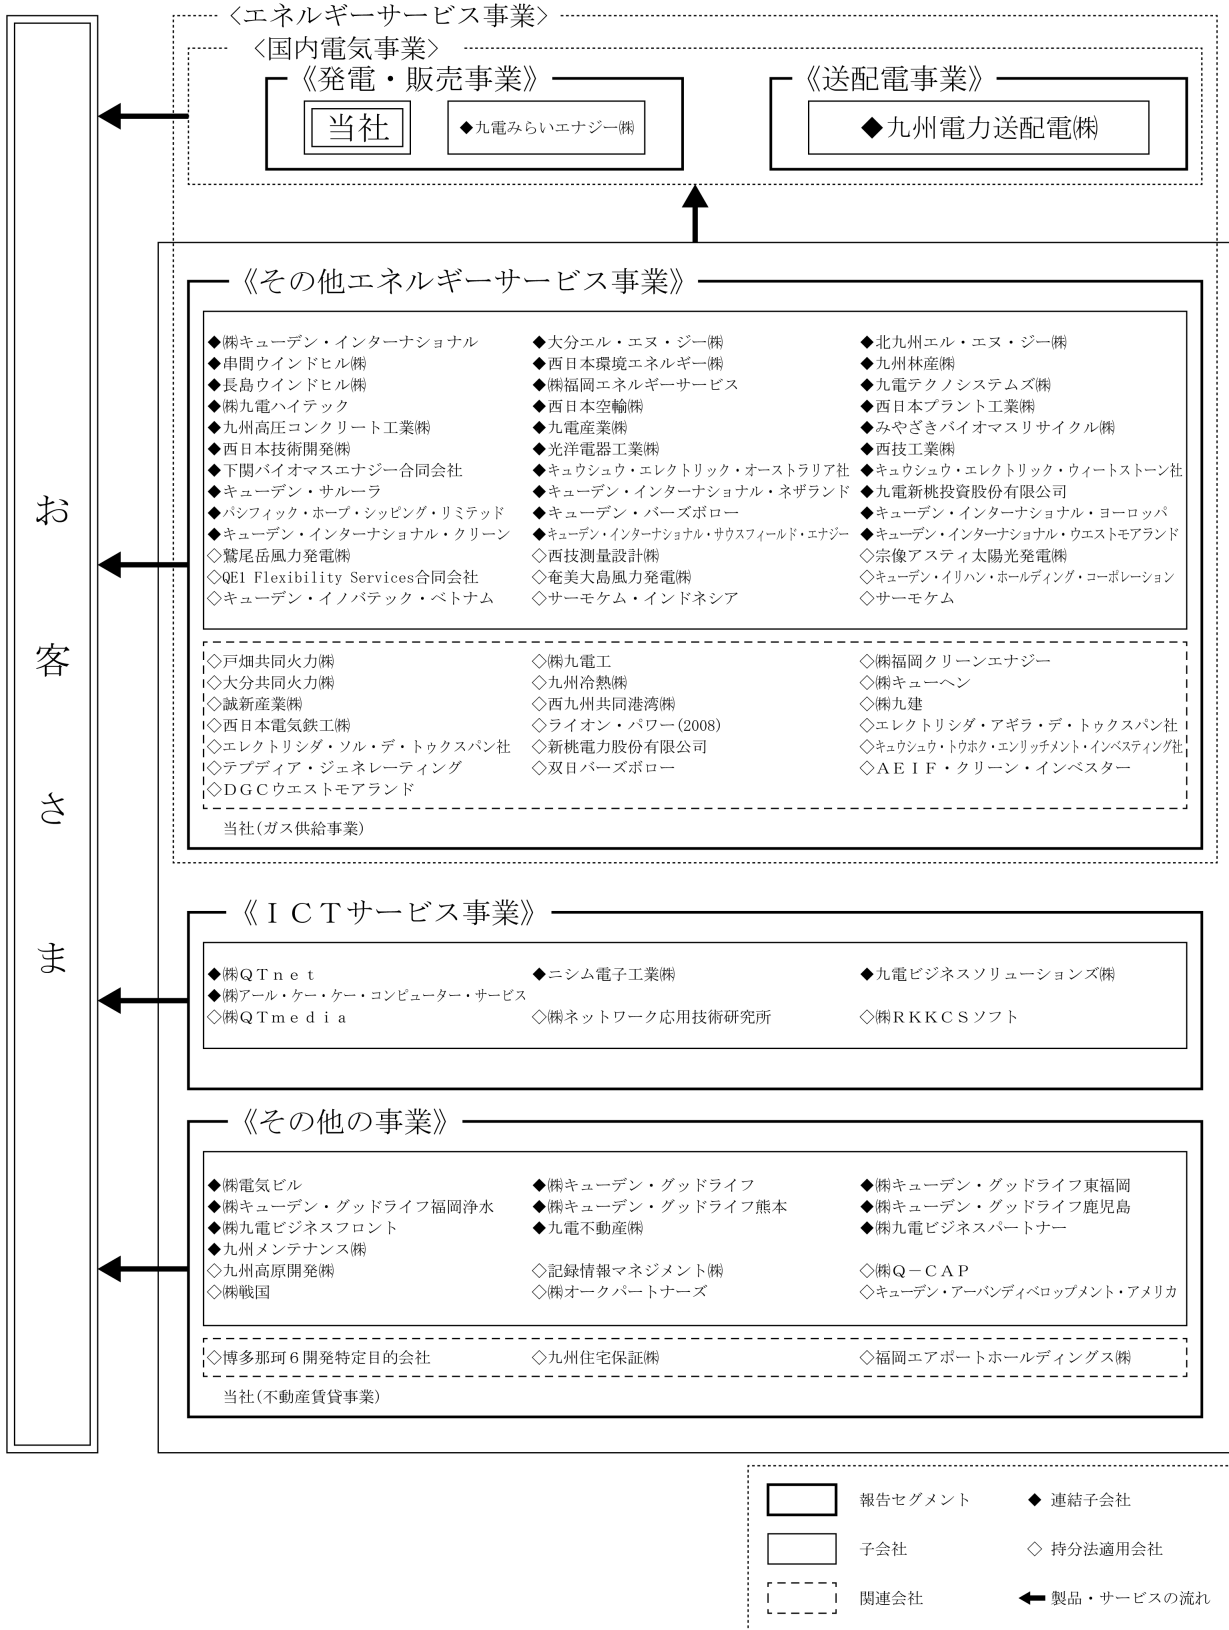 〈エネルギーサービス事業〉
〈国内電気事業〉
《発電・販売事業》
《送配電事業》
当社
◆九電みらいエナジー㈱
◆九州電力送配電㈱
お客さま
《その他エネルギーサービス事業》
◆㈱キューデン・インターナショナル ◆大分エル・エヌ・ジー㈱ ◆北九州エル・エヌ・ジー㈱
◆串間ウインドヒル㈱ ◆西日本環境エネルギー㈱ ◆九州林産㈱
◆長島ウインドヒル㈱ ◆㈱福岡エネルギーサービス ◆九電テクノシステムズ㈱
◆㈱九電ハイテック ◆西日本空輸㈱ ◆西日本プラント工業㈱
◆九州高圧コンクリート工業㈱ ◆九電産業㈱ ◆みやざきバイオマスリサイクル㈱
◆西日本技術開発㈱ ◆光洋電器工業㈱ ◆西技工業㈱
◆下関バイオマスエナジー合同会社 ◆キュウシュウ・エレクトリック・オーストラリア社 ◆キュウシュウ・エレクトリック・ウィートストーン社
◆キューデン・サルーラ ◆キューデン・インターナショナル・ネザランド ◆九電新桃投資股份有限公司
◆パシフィック・ホープ・シッピング・リミテッド ◆キューデン・バーズボロー ◆キューデン・インターナショナル・ヨーロッパ
◆キューデン・インターナショナル・クリーン ◆キューデン・インターナショナル・サウスフィールド・エナジー ◆キューデン・インターナショナル・ウエストモアランド
◇鷲尾岳風力発電㈱ ◇西技測量設計㈱ ◇宗像アスティ太陽光発電㈱
◇QE1 Flexibility Services合同会社 ◇奄美大島風力発電㈱ ◇キューデン・イリハン・ホールディング・コーポレーション
◇キューデン・イノバテック・ベトナム ◇サーモケム・インドネシア ◇サーモケム
◇戸畑共同火力㈱ ◇㈱九電工 ◇㈱福岡クリーンエナジー
◇大分共同火力㈱ ◇九州冷熱㈱ ◇㈱キューヘン
◇誠新産業㈱ ◇西九州共同港湾㈱ ◇㈱九建
◇西日本電気鉄工㈱ ◇ライオン・パワー(2008) ◇エレクトリシダ・アギラ・デ・トゥクスパン社
◇エレクトリシダ・ソル・デ・トゥクスパン社 ◇新桃電力股份有限公司 ◇キュウシュウ・トウホク・エンリッチメント・インベスティング社
◇テプディア・ジェネレーティング ◇双日バーズボロー ◇ＡＥＩＦ・クリーン・インベスター
◇ＤＧＣウエストモアランド
当社(ガス供給事業)
《ＩＣＴサービス事業》
◆㈱ＱＴｎｅｔ ◆ニシム電子工業㈱ ◆九電ビジネスソリューションズ㈱
◆㈱アール・ケー・ケー・コンピューター・サービス
◇㈱ＱＴｍｅｄｉａ ◇㈱ネットワーク応用技術研究所 ◇㈱ＲＫＫＣＳソフト
《その他の事業》
◆㈱電気ビル ◆㈱キューデン・グッドライフ ◆㈱キューデン・グッドライフ東福岡
◆㈱キューデン・グッドライフ福岡浄水 ◆㈱キューデン・グッドライフ熊本 ◆㈱キューデン・グッドライフ鹿児島
◆㈱九電ビジネスフロント ◆九電不動産㈱ ◆㈱九電ビジネスパートナー
◆九州メンテナンス㈱
◇九州高原開発㈱ ◇記録情報マネジメント㈱ ◇㈱Ｑ－ＣＡＰ
◇㈱戦国 ◇㈱オークパートナーズ ◇キューデン・アーバンディベロップメント・アメリカ
◇博多那珂６開発特定目的会社 ◇九州住宅保証㈱ ◇福岡エアポートホールディングス㈱
当社(不動産賃貸事業)
報告セグメント ◆ 連結子会社
子会社 ◇ 持分法適用会社
関連会社 製品・サービスの流れ